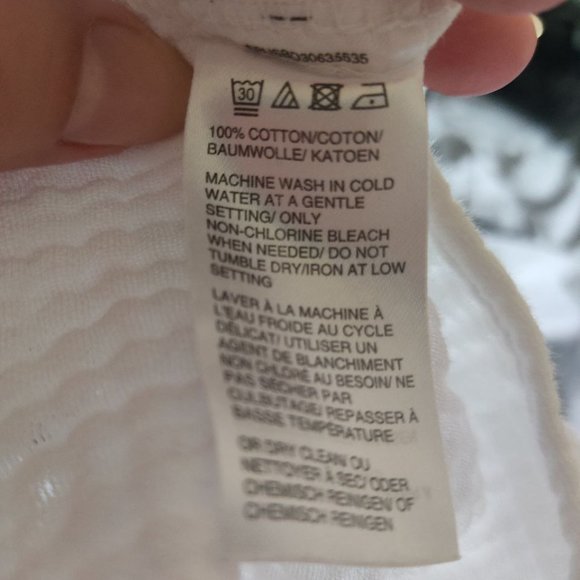 30
100% COTTON/COTON/
BAUMWOLLE/ KATOEN
MACHINE WASH IN COLD
WATER AT A GENTLE
SETTING/ ONLY
NON-CHLORINE BLEACH
WHEN NEEDED/ DO NOT
TUMBLE DRY/IRON AT LOW
SETTING
LAVER À LA MACHINE À
L'EAU FROIDE AU CYCLE
DÉLICAT/ UTILISER UN
AGENT DE BLANCHIMENT
NON CHLORÉ AU BESOIN/ NE
PAS SÉCHER PAR
CULBUTAGE/ REPASSER À
BASSE TEMPÉRATURE
OR DRY CLEAN OU
NETTOYER À SEC/ ODER
CHEMISCH REINIGEN/ OF
CHEMISCH REINIGEN